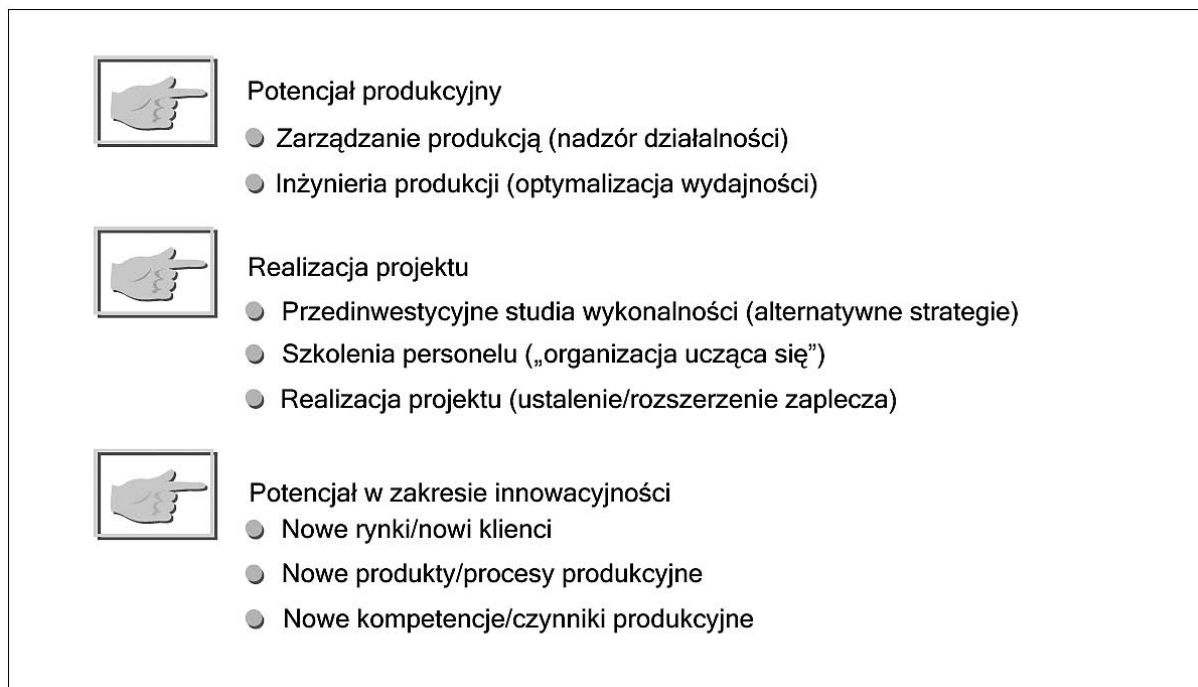 Potencjał produkcyjny
Zarządzanie produkcją (nadzór działalności)
Inżynieria produkcji (optymalizacja wydajności)
Realizacja projektu
Przedinwestycyjne studia wykonalności (alternatywne strategie)
Szkolenia personelu („organizacja ucząca się”)
Realizacja projektu (ustalenie/rozszerzenie zaplecza)
Potencjał w zakresie innowacyjności
Nowe rynki/nowi klienci
Nowe produkty/procesy produkcyjne
Nowe kompetencje/czynniki produkcyjne